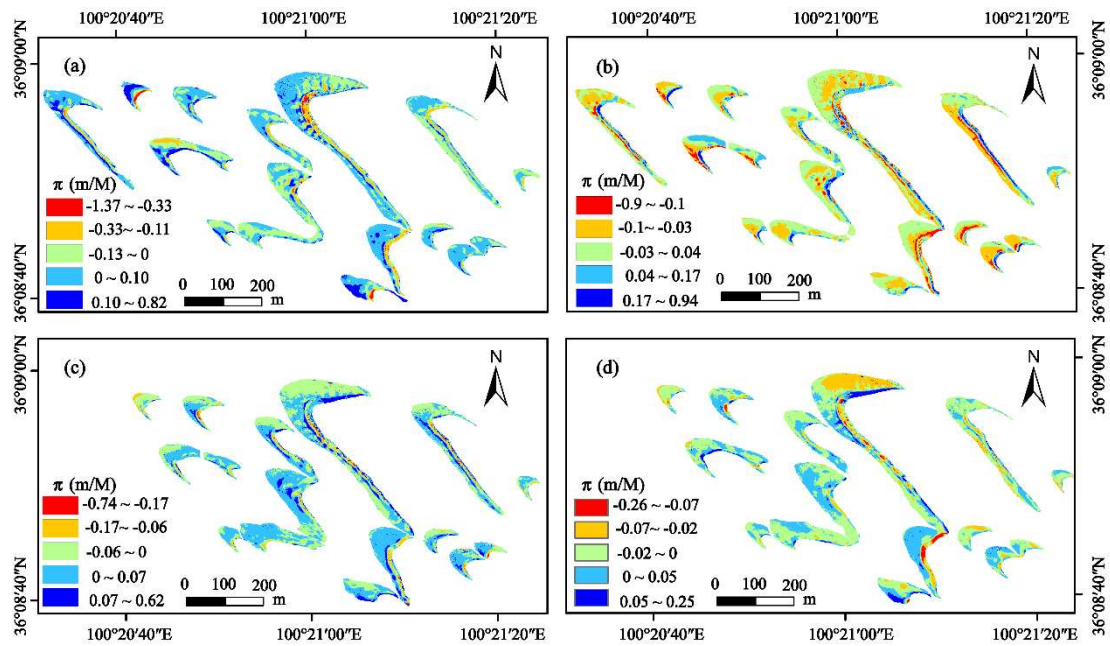 100°20′40″E 100°21′00″E 100°21′20″E 100°20′40″E 100°21′00″E 100°21′20″E
36°09′00″N
(a)
N
π (m/M)
-1.37 ~ -0.33
-0.33~ -0.11
-0.13 ~ 0
0 ~ 0.10
0.10 ~ 0.82
0 100 200
m
36°08′40″N
(b)
N
36°09′00″N
π (m/M)
-0.9 ~ -0.1
-0.1 ~ -0.03
-0.03 ~ 0.04
0.04 ~ 0.17
0.17 ~ 0.94
0 100 200
m
36°08′40″N
36°09′00″N
(c)
N
π (m/M)
-0.74 ~ -0.17
-0.17~ -0.06
-0.06 ~ 0
0 ~ 0.07
0.07 ~ 0.62
0 100 200
m
36°08′40″N
(d)
N
36°09′00″N
π (m/M)
-0.26 ~ -0.07
-0.07 ~ -0.02
-0.02 ~ 0
0 ~ 0.05
0.05 ~ 0.25
0 100 200
m
36°08′40″N
100°20′40″E 100°21′00″E 100°21′20″E 100°20′40″E 100°21′00″E 100°21′20″E